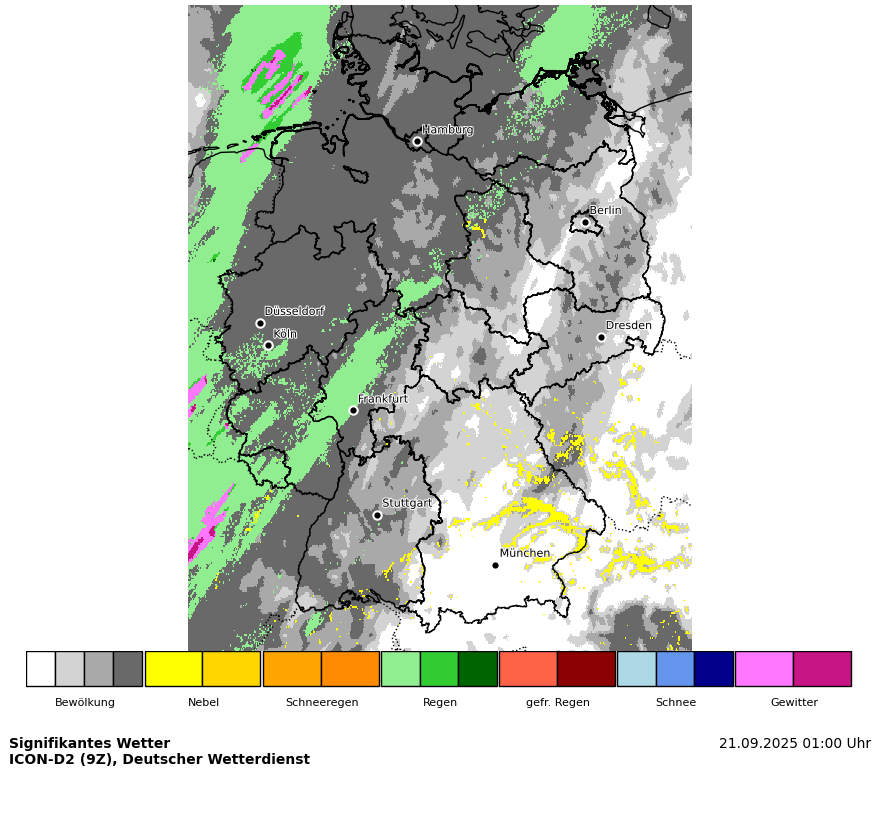 Hamburg
Berlin
Düsseldorf
Köln
Dresden
Frankfurt
Stuttgart
München
Bewölkung Nebel Schneeregen Regen gefr. Regen Schnee Gewitter
Signifikantes Wetter 21.09.2025 01:00 Uhr
ICON-D2 (9Z), Deutscher Wetterdienst